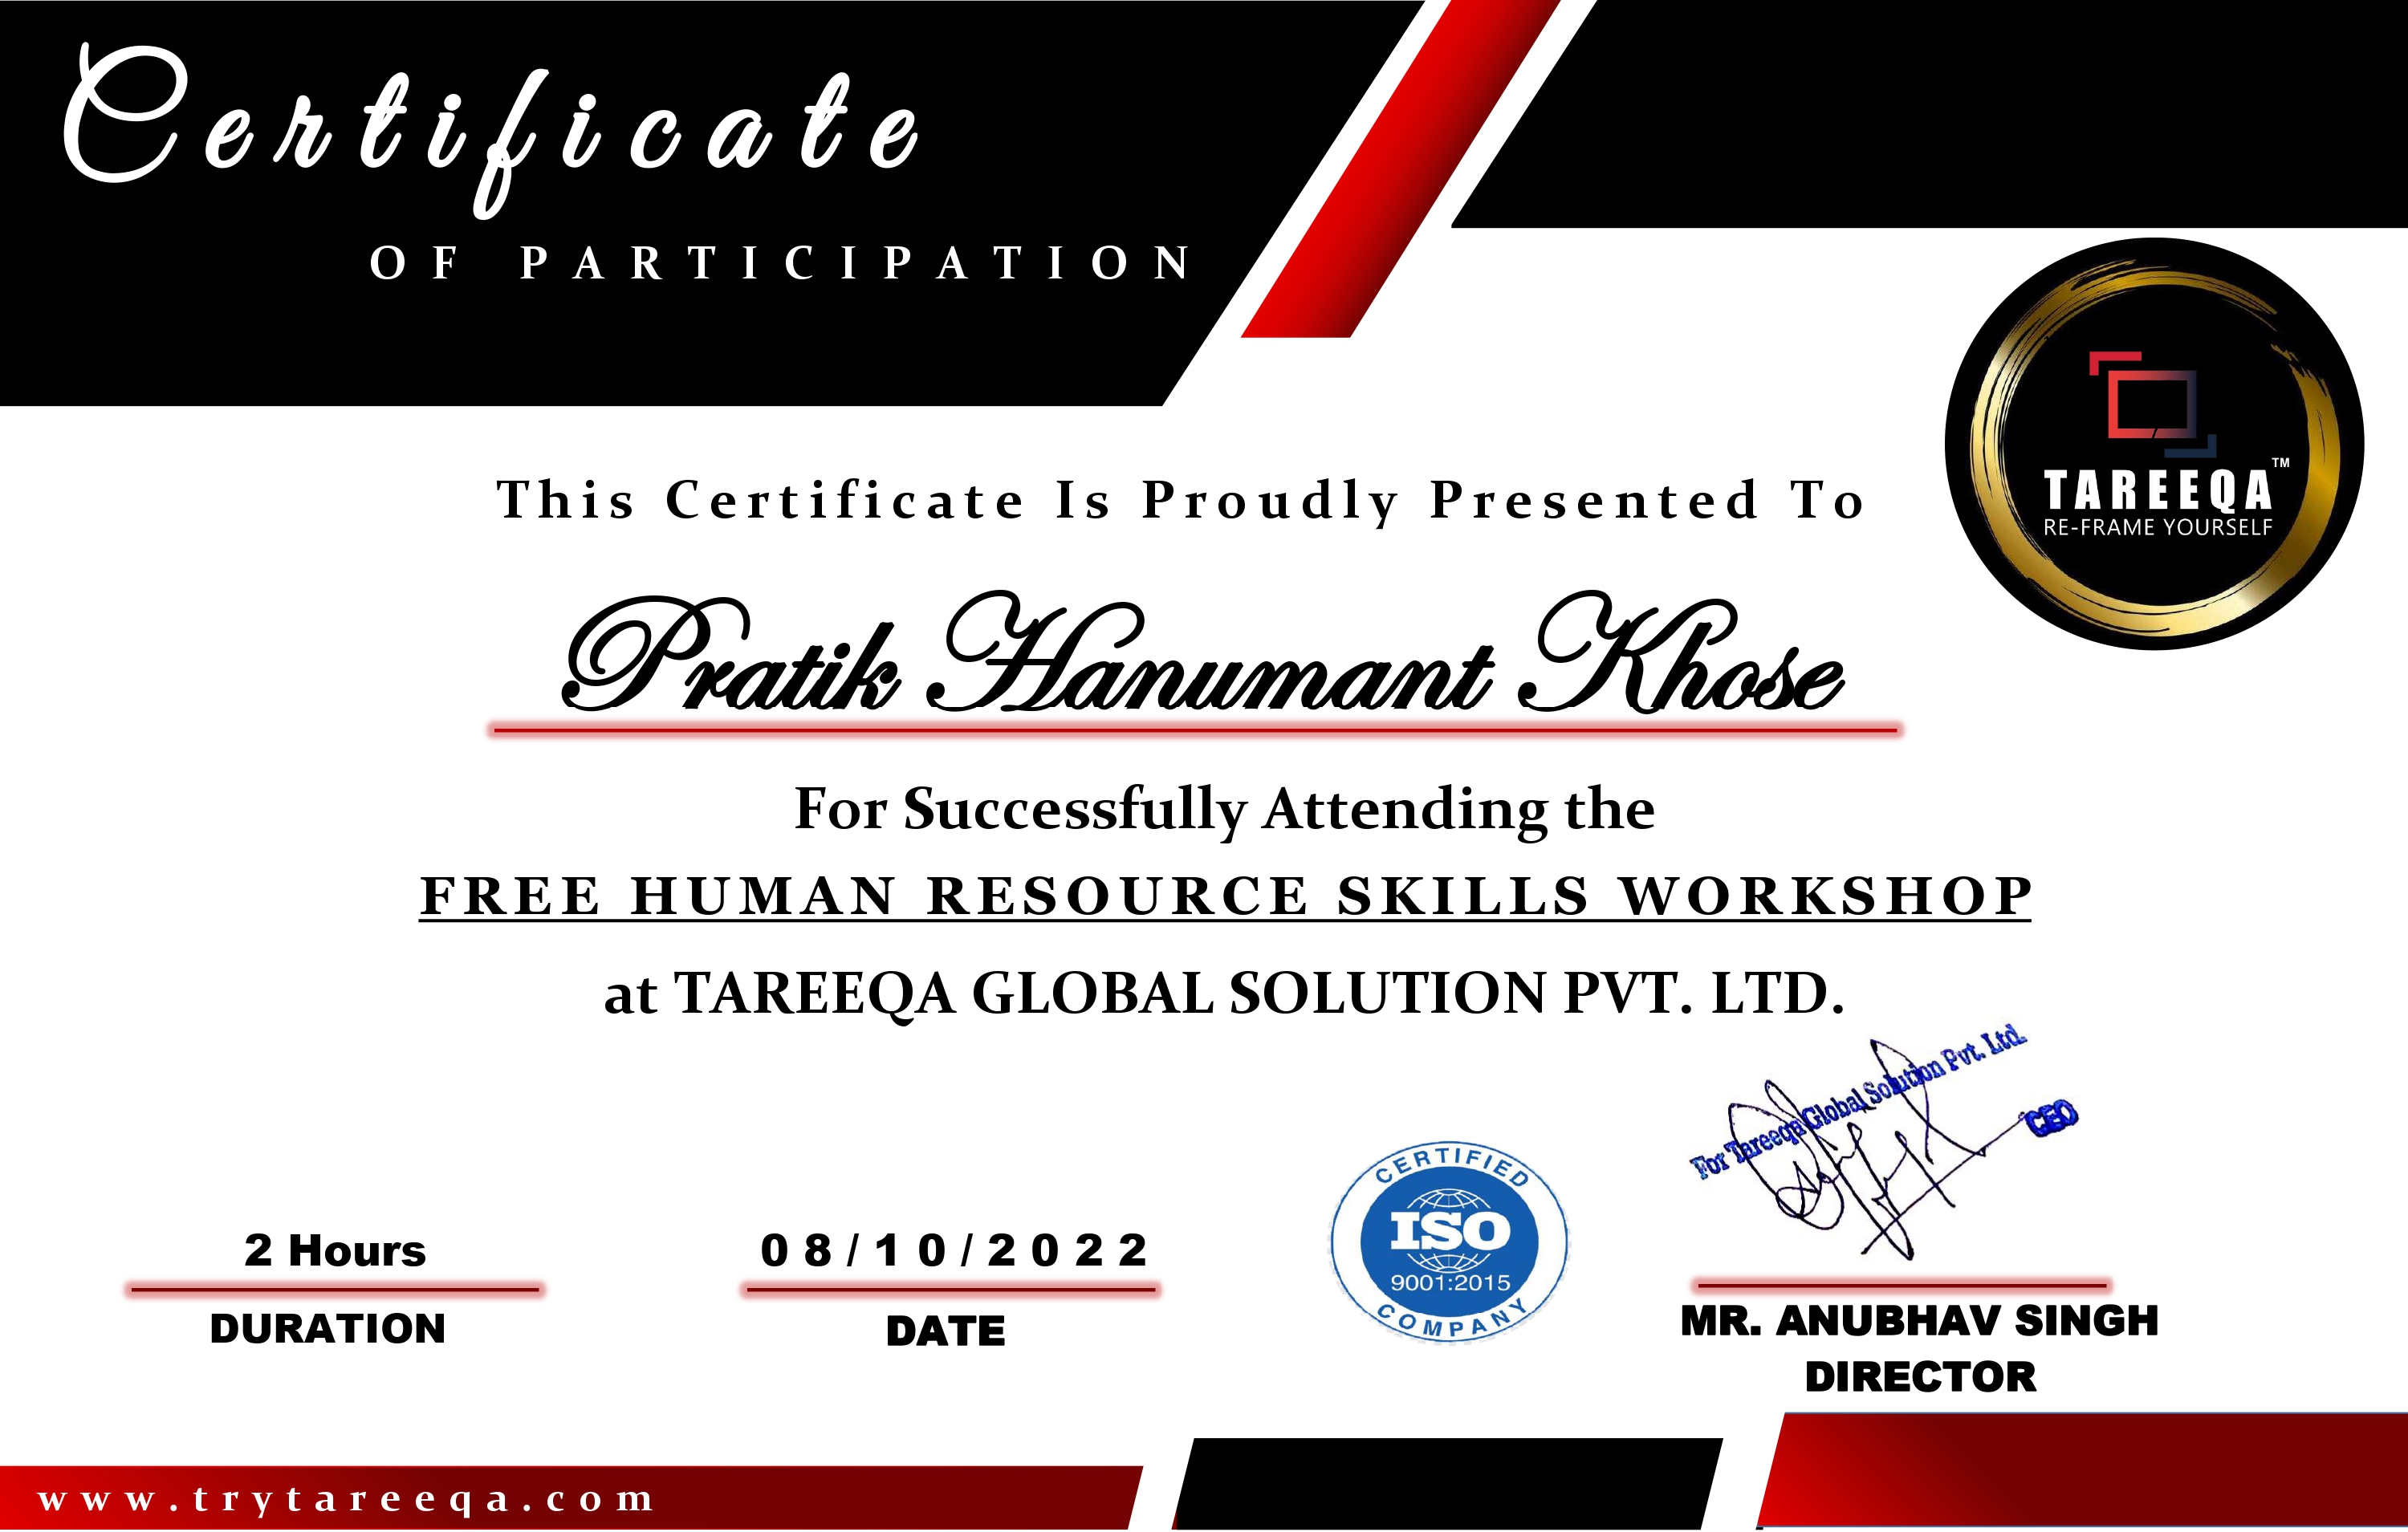 Certificate
OF PARTICIPATION
TAREEQA™
RE-FRAME YOURSELF
This Certificate Is Proudly Presented To
Pratik Hanumant Khose
For Successfully Attending the
FREE HUMAN RESOURCE SKILLS WORKSHOP
at TAREEQA GLOBAL SOLUTION PVT. LTD.
For Tareeqa Global Solution Pvt. Ltd.
CEO
CERTIFIED
ISO
9001:2015
COMPANY
2 Hours
DURATION
08/10/2022
DATE
MR. ANUBHAV SINGH
DIRECTOR
www.trytareeqa.com